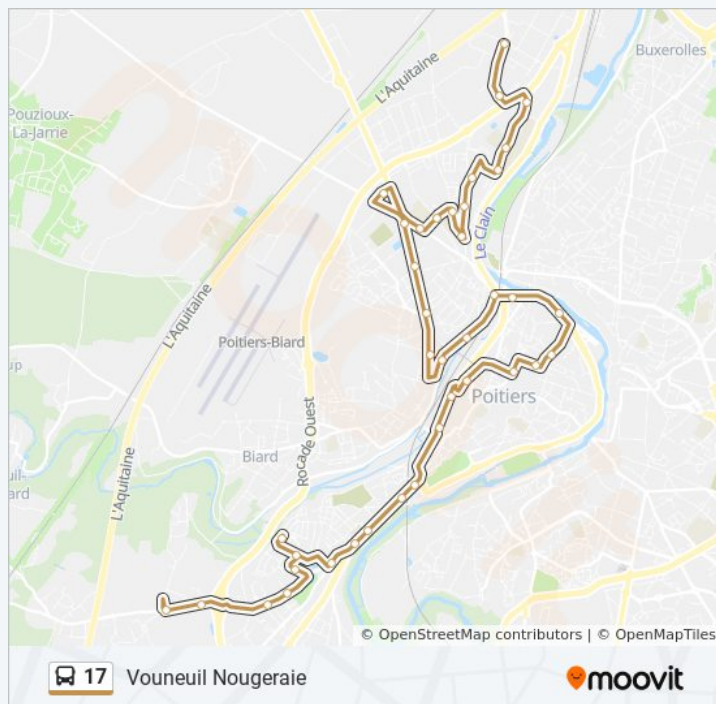 Buxerolles
L'Aquitaine
Pouzioux-
La-Jarrie
Le Clain
L'Aquitaine
Poitiers-Biard
Poitiers
Rocade Ouest
Biard
L'Aquitaine
© OpenStreetMap contributors | © OpenMapTiles
17 Vouneuil Nougeraie
moovit